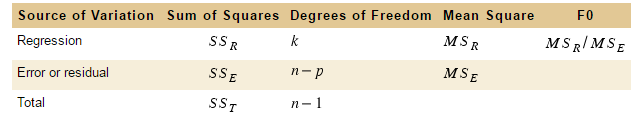 Source of Variation Sum of Squares Degrees of Freedom Mean Square F0
Regression SS_R k MS_R MS_R/MS_E
Error or residual SS_E n-p MS_E
Total SS_T n-1